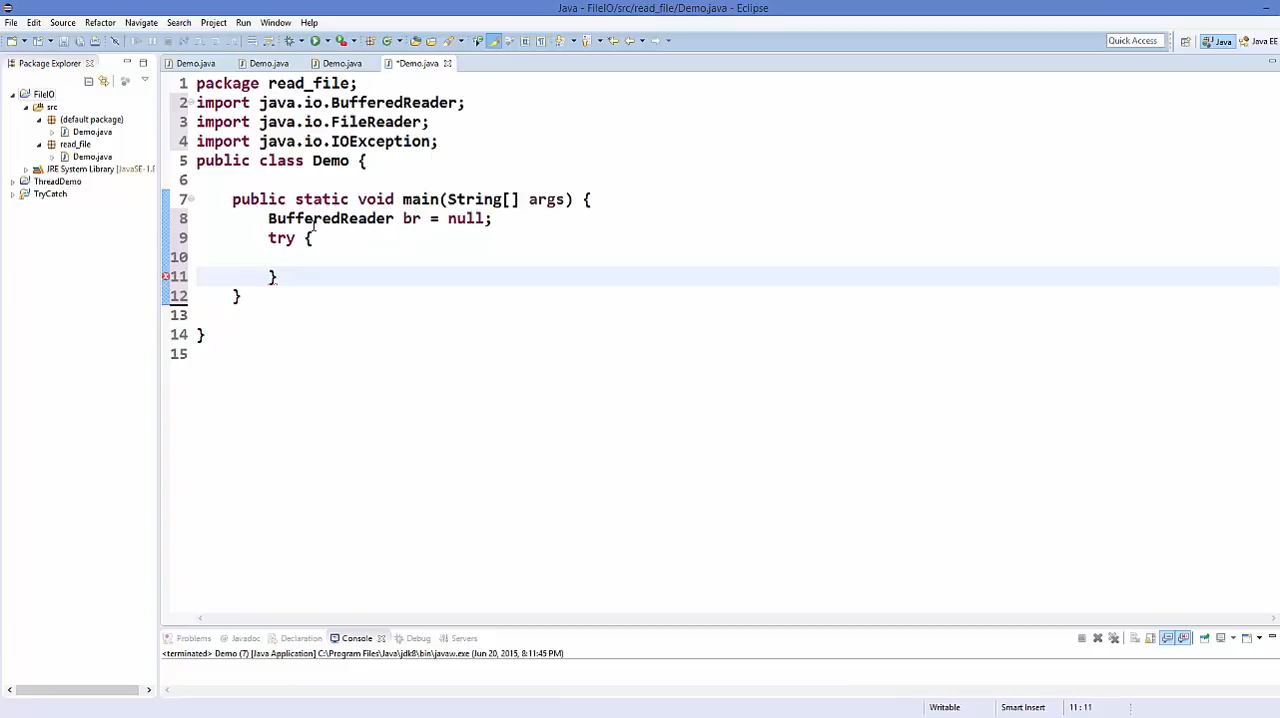 Java - FileIO/src/read_file/Demo.java - Eclipse
File Edit Source Refactor Navigate Search Project Run Window Help
Quick Access Java Java EE
Package Explorer
Demo.java Demo.java Demo.java *Demo.java
FileIO
src
(default package)
Demo.java
read_file
Demo.java
JRE System Library [JavaSE-1.8
ThreadDemo
TryCatch
1 package read_file;
2 import java.io.BufferedReader;
3 import java.io.FileReader;
4 import java.io.IOException;
5 public class Demo {
6
7 public static void main(String[] args) {
8 BufferedReader br = null;
9 try {
10
11 }
12 }
13
14 }
15
Problems @ Javadoc Declaration Console Debug Servers
<terminated> Demo (7) [Java Application] C:\Program Files\Java\jdk8\bin\javaw.exe (Jun 20, 2015, 8:11:45 PM)
Writable Smart Insert 11 : 11